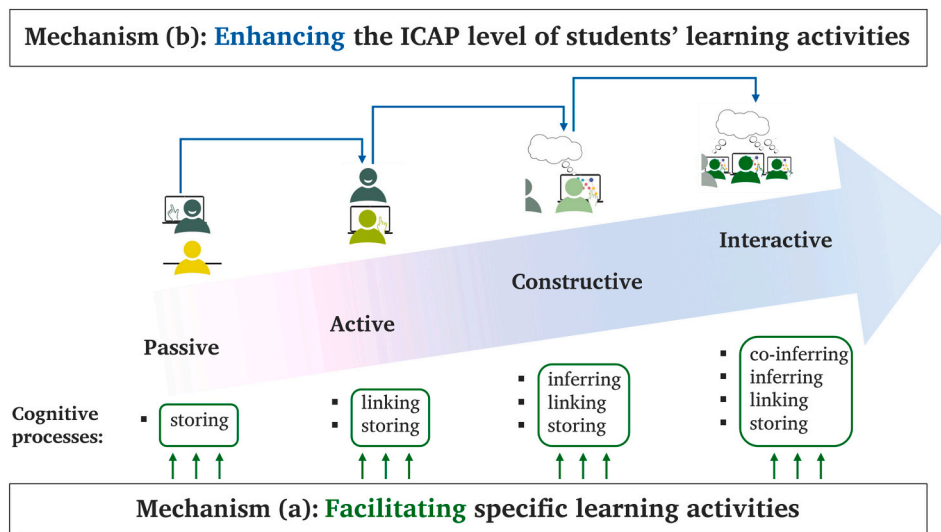 Mechanism (b): Enhancing the ICAP level of students’ learning activities
Interactive
Constructive
Active
Passive
Cognitive
processes:
▪ storing
▪ linking
▪ storing
▪ inferring
▪ linking
▪ storing
▪ co-inferring
▪ inferring
▪ linking
▪ storing
Mechanism (a): Facilitating specific learning activities